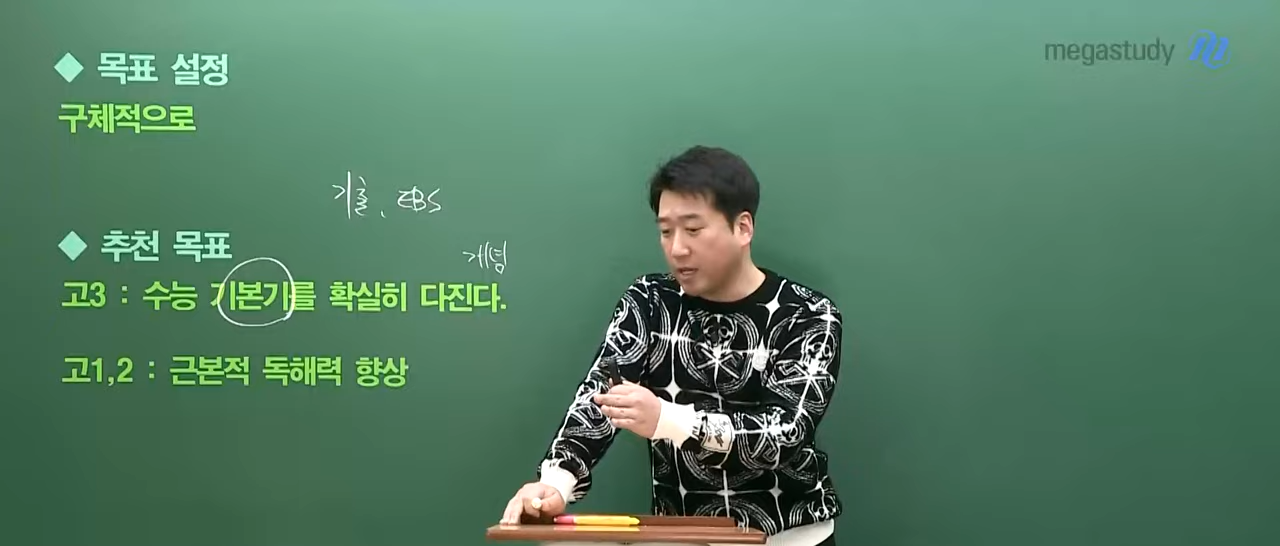 megastudy
◆ 목표 설정
구체적으로
기출, EBS
◆ 추천 목표
개념
고3 : 수능 기본기를 확실히 다진다.
고1,2 : 근본적 독해력 향상